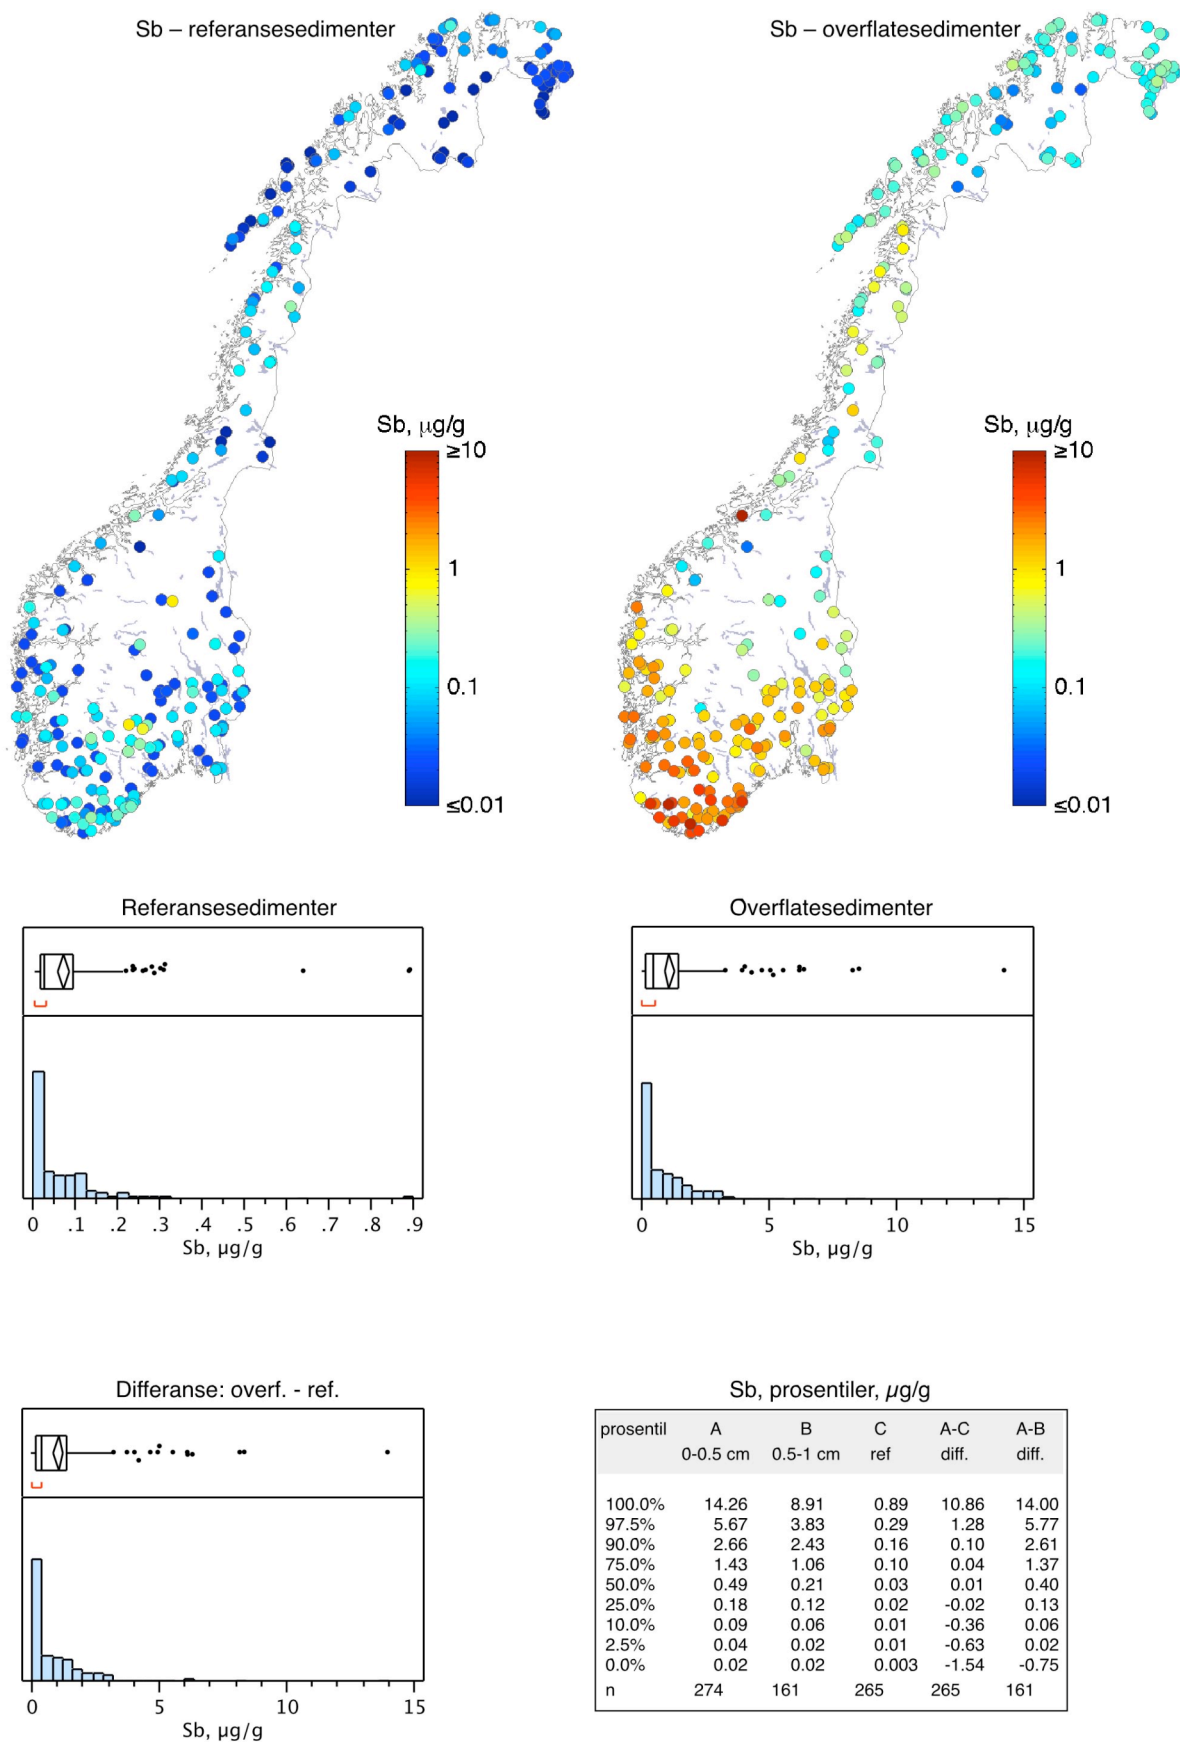 Sb – referansesedimenter
Sb – overflatesedimenter
Sb, µg/g
≥10
1
0.1
≤0.01
Sb, µg/g
≥10
1
0.1
≤0.01
Referansesedimenter
0 .1 .2 .3 .4 .5 .6 .7 .8 .9
Sb, µg/g
Overflatesedimenter
0 5 10 15
Sb, µg/g
Differanse: overf. - ref.
0 5 10 15
Sb, µg/g
Sb, prosentiler, µg/g
prosentil A B C A-C A-B
0-0.5 cm 0.5-1 cm ref diff. diff.
100.0% 14.26 8.91 0.89 10.86 14.00
97.5% 5.67 3.83 0.29 1.28 5.77
90.0% 2.66 2.43 0.16 0.10 2.61
75.0% 1.43 1.06 0.10 0.04 1.37
50.0% 0.49 0.21 0.03 0.01 0.40
25.0% 0.18 0.12 0.02 -0.02 0.13
10.0% 0.09 0.06 0.01 -0.36 0.06
2.5% 0.04 0.02 0.01 -0.63 0.02
0.0% 0.02 0.02 0.003 -1.54 -0.75
n 274 161 265 265 161